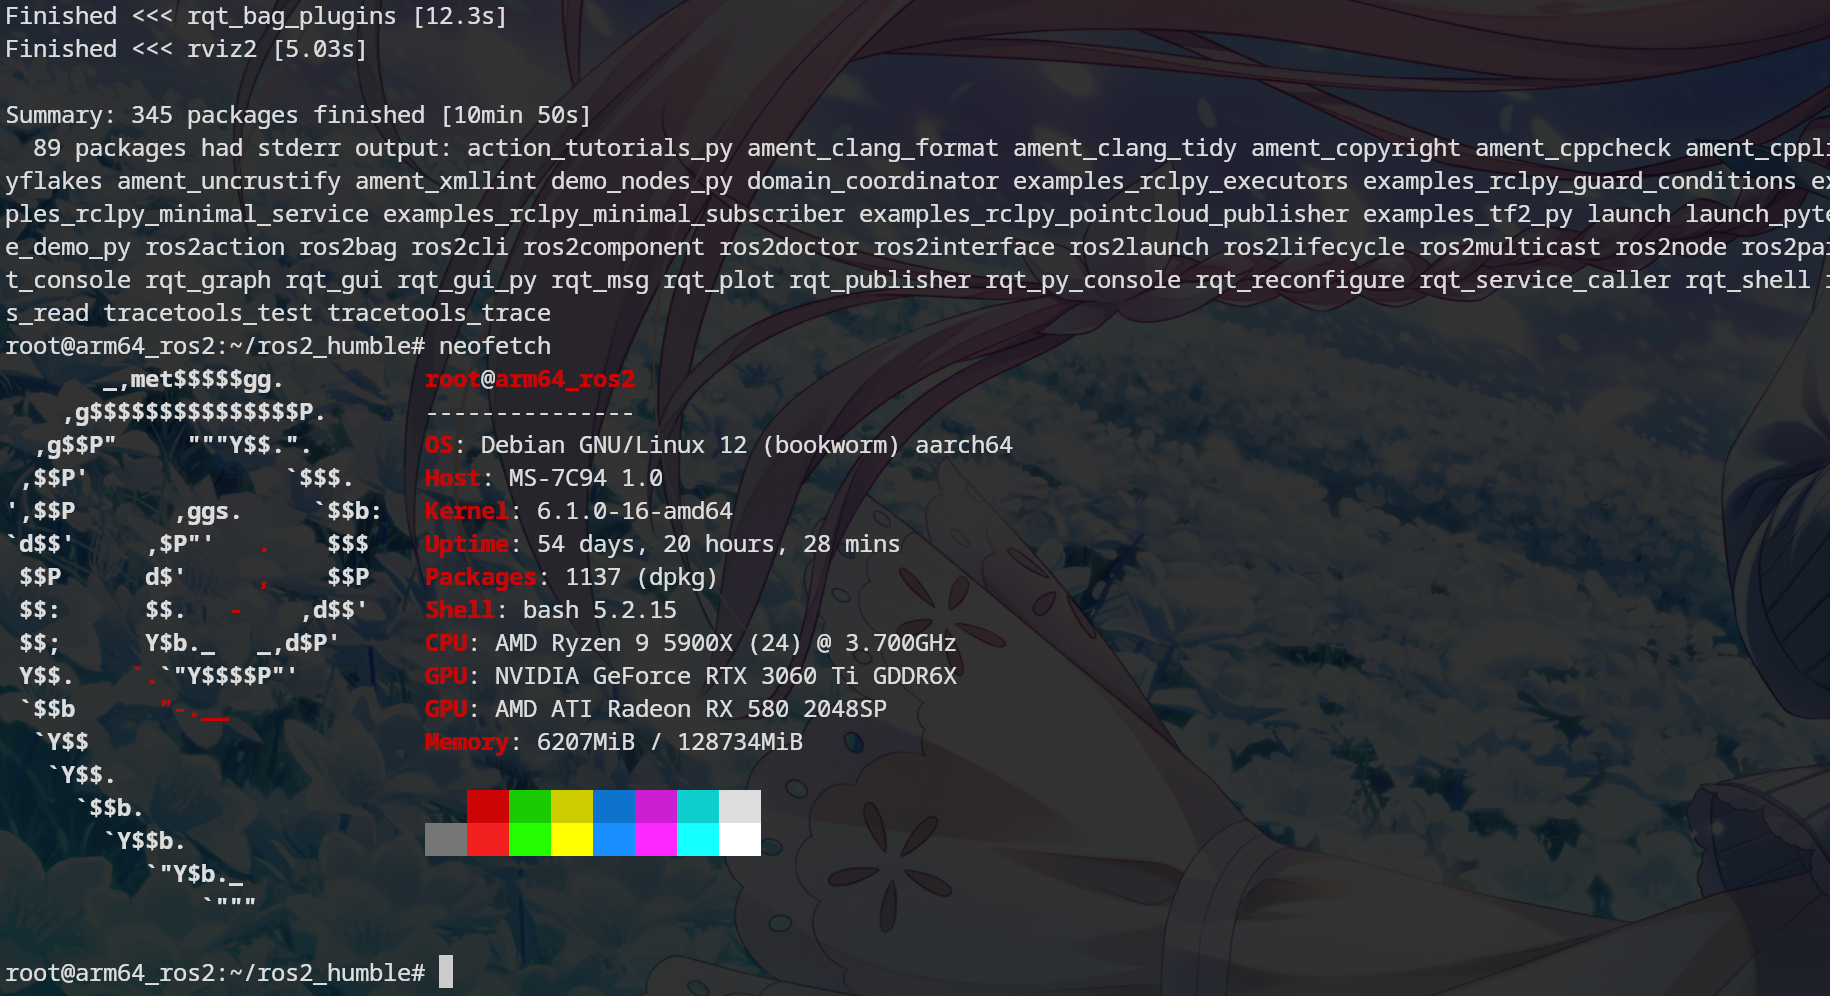 Finished <<< rqt_bag_plugins [12.3s]
Finished <<< rviz2 [5.03s]
Summary: 345 packages finished [10min 50s]
  89 packages had stderr output: action_tutorials_py ament_clang_format ament_clang_tidy ament_copyright ament_cppcheck ament_cppli
yflakes ament_uncrustify ament_xmllint demo_nodes_py domain_coordinator examples_rclpy_executors examples_rclpy_guard_conditions ex
ples_rclpy_minimal_service examples_rclpy_minimal_subscriber examples_rclpy_pointcloud_publisher examples_tf2_py launch launch_pyte
e_demo_py ros2action ros2bag ros2cli ros2component ros2doctor ros2interface ros2launch ros2lifecycle ros2multicast ros2node ros2par
t_console rqt_graph rqt_gui rqt_gui_py rqt_msg rqt_plot rqt_publisher rqt_py_console rqt_reconfigure rqt_service_caller rqt_shell
s_read tracetools_test tracetools_trace
root@arm64_ros2:~/ros2_humble# neofetch
       _,met$$$$$gg.          root@arm64_ros2
    ,g$$$$$$$$$$$$$$$P.       ---------------
  ,g$$P"     """Y$$.".        OS: Debian GNU/Linux 12 (bookworm) aarch64
 ,$$P'              `$$$.     Host: MS-7C94 1.0
',$$P       ,ggs.     `$$b:   Kernel: 6.1.0-16-amd64
`d$$'     ,$P"'   .    $$$    Uptime: 54 days, 20 hours, 28 mins
 $$P      d$'     ,    $$P    Packages: 1137 (dpkg)
 $$:      $$.   -    ,d$$'    Shell: bash 5.2.15
 $$;      Y$b._   _,d$P'      CPU: AMD Ryzen 9 5900X (24) @ 3.700GHz
 Y$$.    `.`"Y$$$$P"'         GPU: NVIDIA GeForce RTX 3060 Ti GDDR6X
 `$$b      "-.__              GPU: AMD ATI Radeon RX 580 2048SP
  `Y$$                        Memory: 6207MiB / 128734MiB
   `Y$$.
     `$$b.
       `Y$$b.
          `"Y$b._
              `"""
root@arm64_ros2:~/ros2_humble#